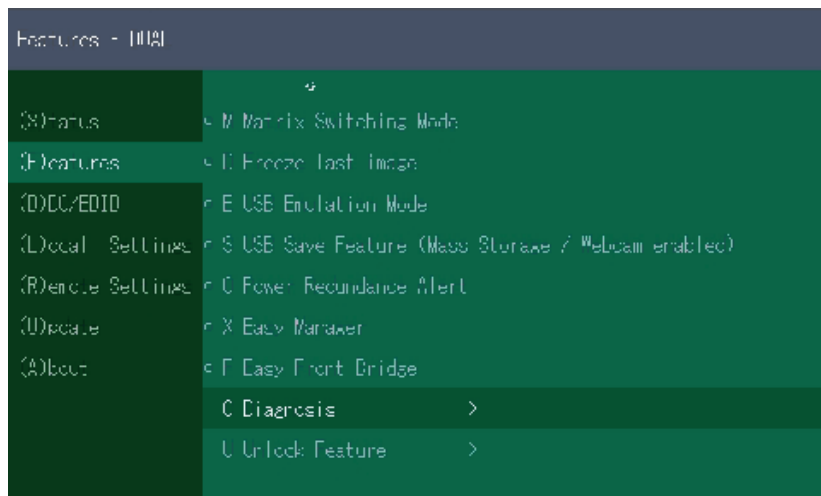 Features - DUAL
(S)tatus
M Matrix Switching Mode
(F)eatures
Freeze last image
(D)DC/EDID
E USB Emulation Mode
(L)ocal Settings
S USB Save Feature (Mass Storage / Webcam enabled)
(R)emote Settings
Power Redundance Alert
(U)pdate
X Easy Manager
(A)bout
F Easy Front Bridge
Diagnosis >
U Unlock Feature >